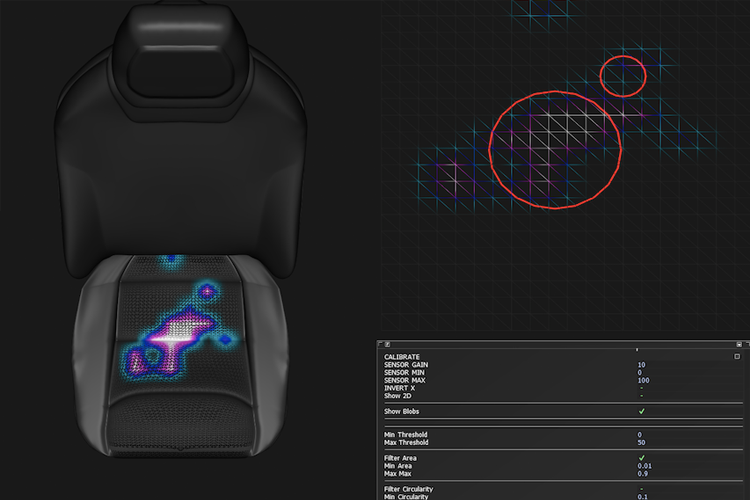 CALIBRATE
SENSOR GAIN 10
SENSOR MIN 0
SENSOR MAX 100
INVERT X -
Show 2D -
Show Blobs ✓
Min Threshold 0
Max Threshold 50
Filter Area ✓
Min Area 0.01
Max Max 0.9
Filter Circularity -
Min Circularity 0.1